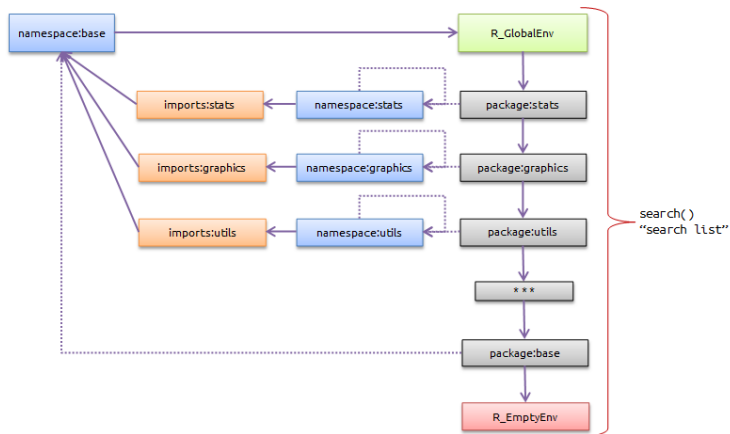 namespace:base
R_GlobalEnv
imports:stats
namespace:stats
package:stats
imports:graphics
namespace:graphics
package:graphics
search()
“search list”
imports:utils
namespace:utils
package:utils
***
package:base
R_EmptyEnv